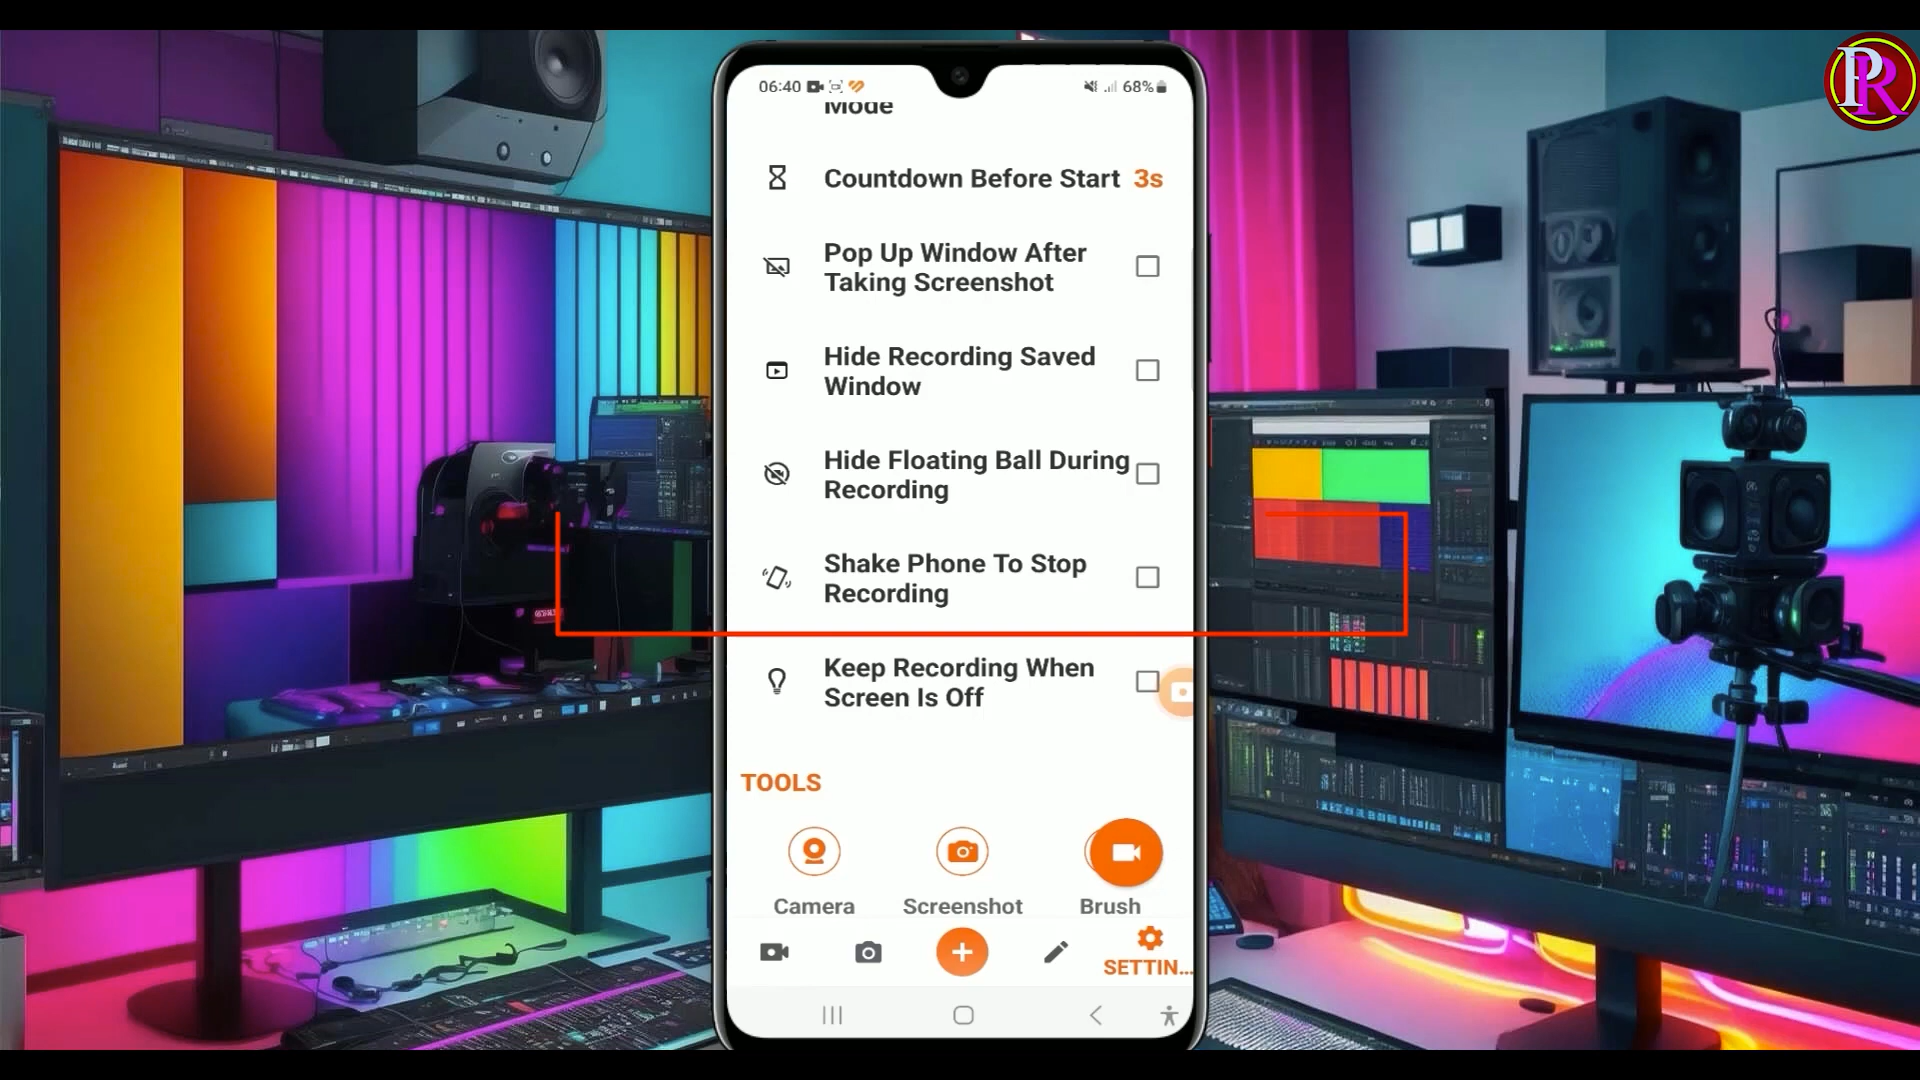 PR
06:40
68%
Mode
Countdown Before Start 3s
Pop Up Window After
Taking Screenshot
Hide Recording Saved
Window
Hide Floating Ball During
Recording
Shake Phone To Stop
Recording
Keep Recording When
Screen Is Off
TOOLS
Camera Screenshot Brush
SETTIN...